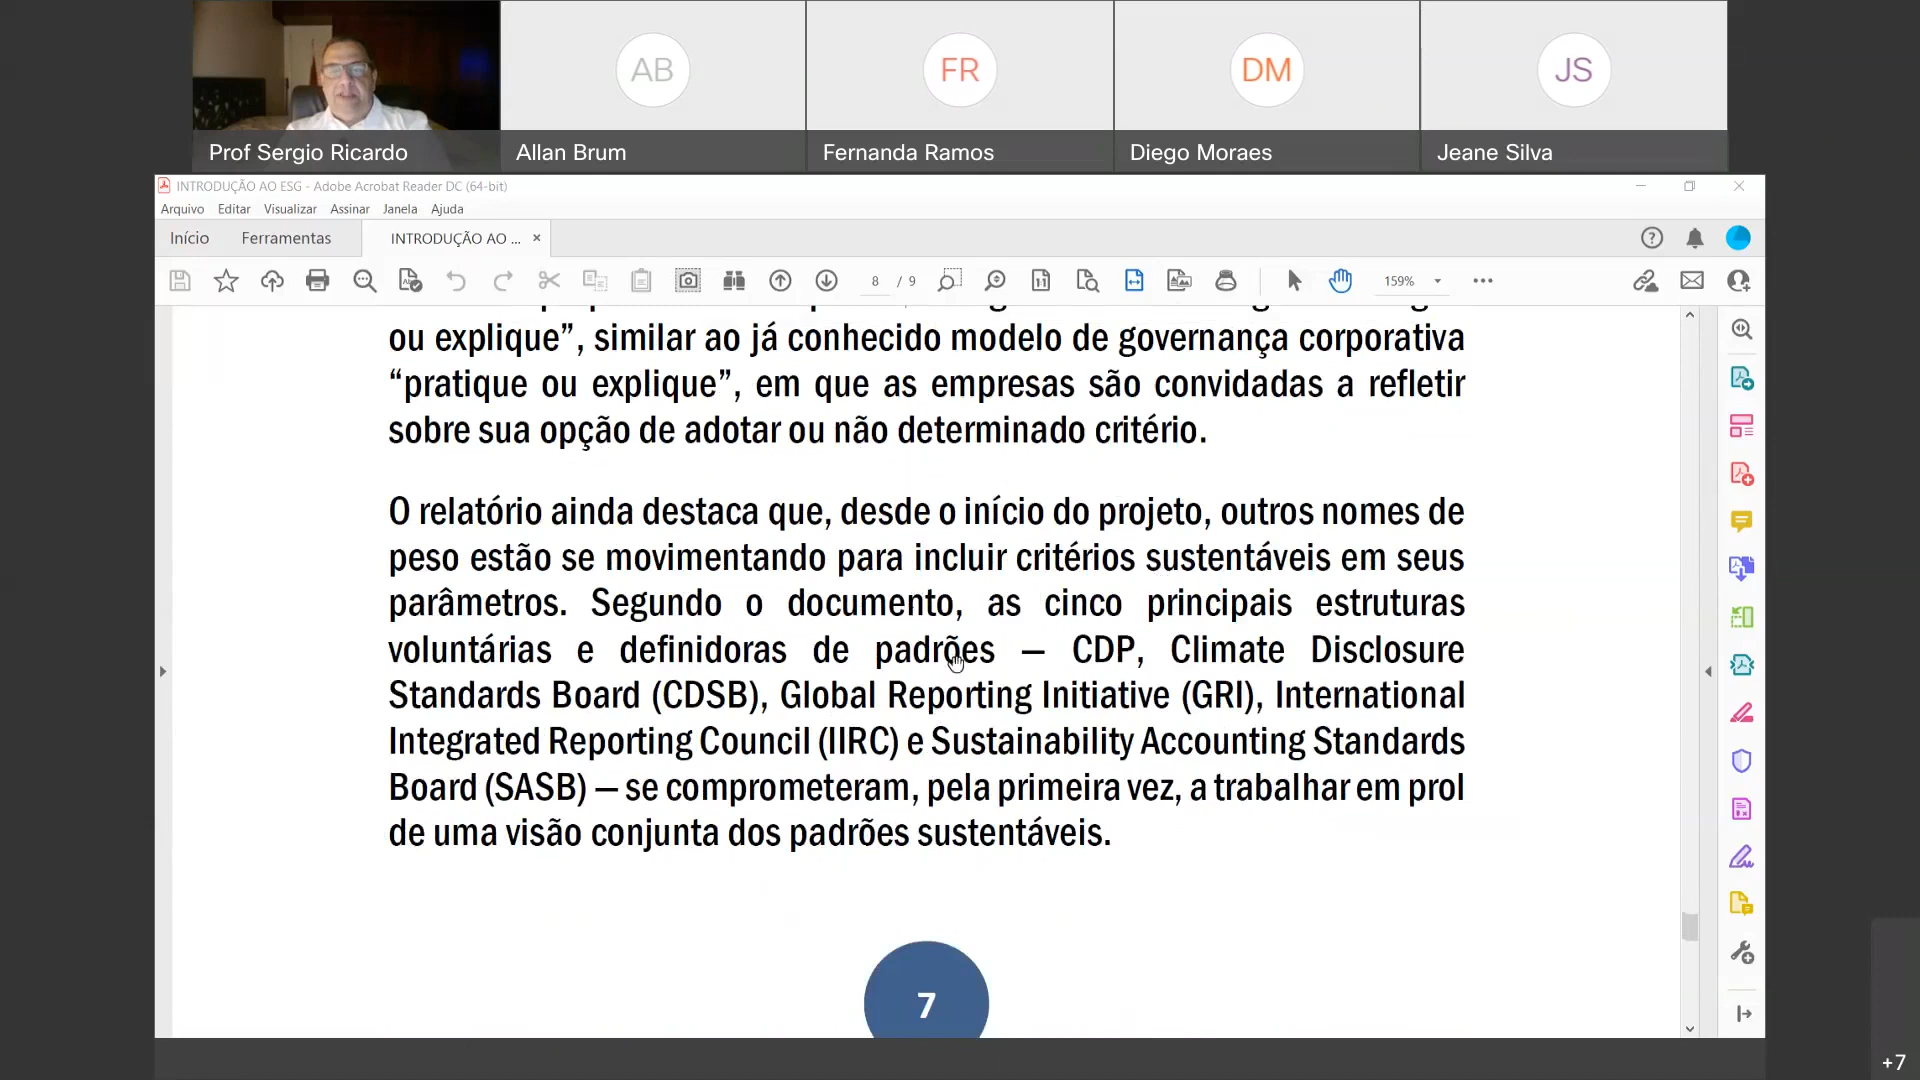 AB
FR
DM
JS
Prof Sergio Ricardo
Allan Brum
Fernanda Ramos
Diego Moraes
Jeane Silva
INTRODUÇÃO AO ESG - Adobe Acrobat Reader DC (64-bit)
Arquivo Editar Visualizar Assinar Janela Ajuda
Início Ferramentas INTRODUÇÃO AO ... ×
8 / 9 159%
ou explique”, similar ao já conhecido modelo de governança corporativa
“pratique ou explique”, em que as empresas são convidadas a refletir
sobre sua opção de adotar ou não determinado critério.
O relatório ainda destaca que, desde o início do projeto, outros nomes de
peso estão se movimentando para incluir critérios sustentáveis em seus
parâmetros. Segundo o documento, as cinco principais estruturas
voluntárias e definidoras de padrões — CDP, Climate Disclosure
Standards Board (CDSB), Global Reporting Initiative (GRI), International
Integrated Reporting Council (IIRC) e Sustainability Accounting Standards
Board (SASB) — se comprometeram, pela primeira vez, a trabalhar em prol
de uma visão conjunta dos padrões sustentáveis.
7
+7